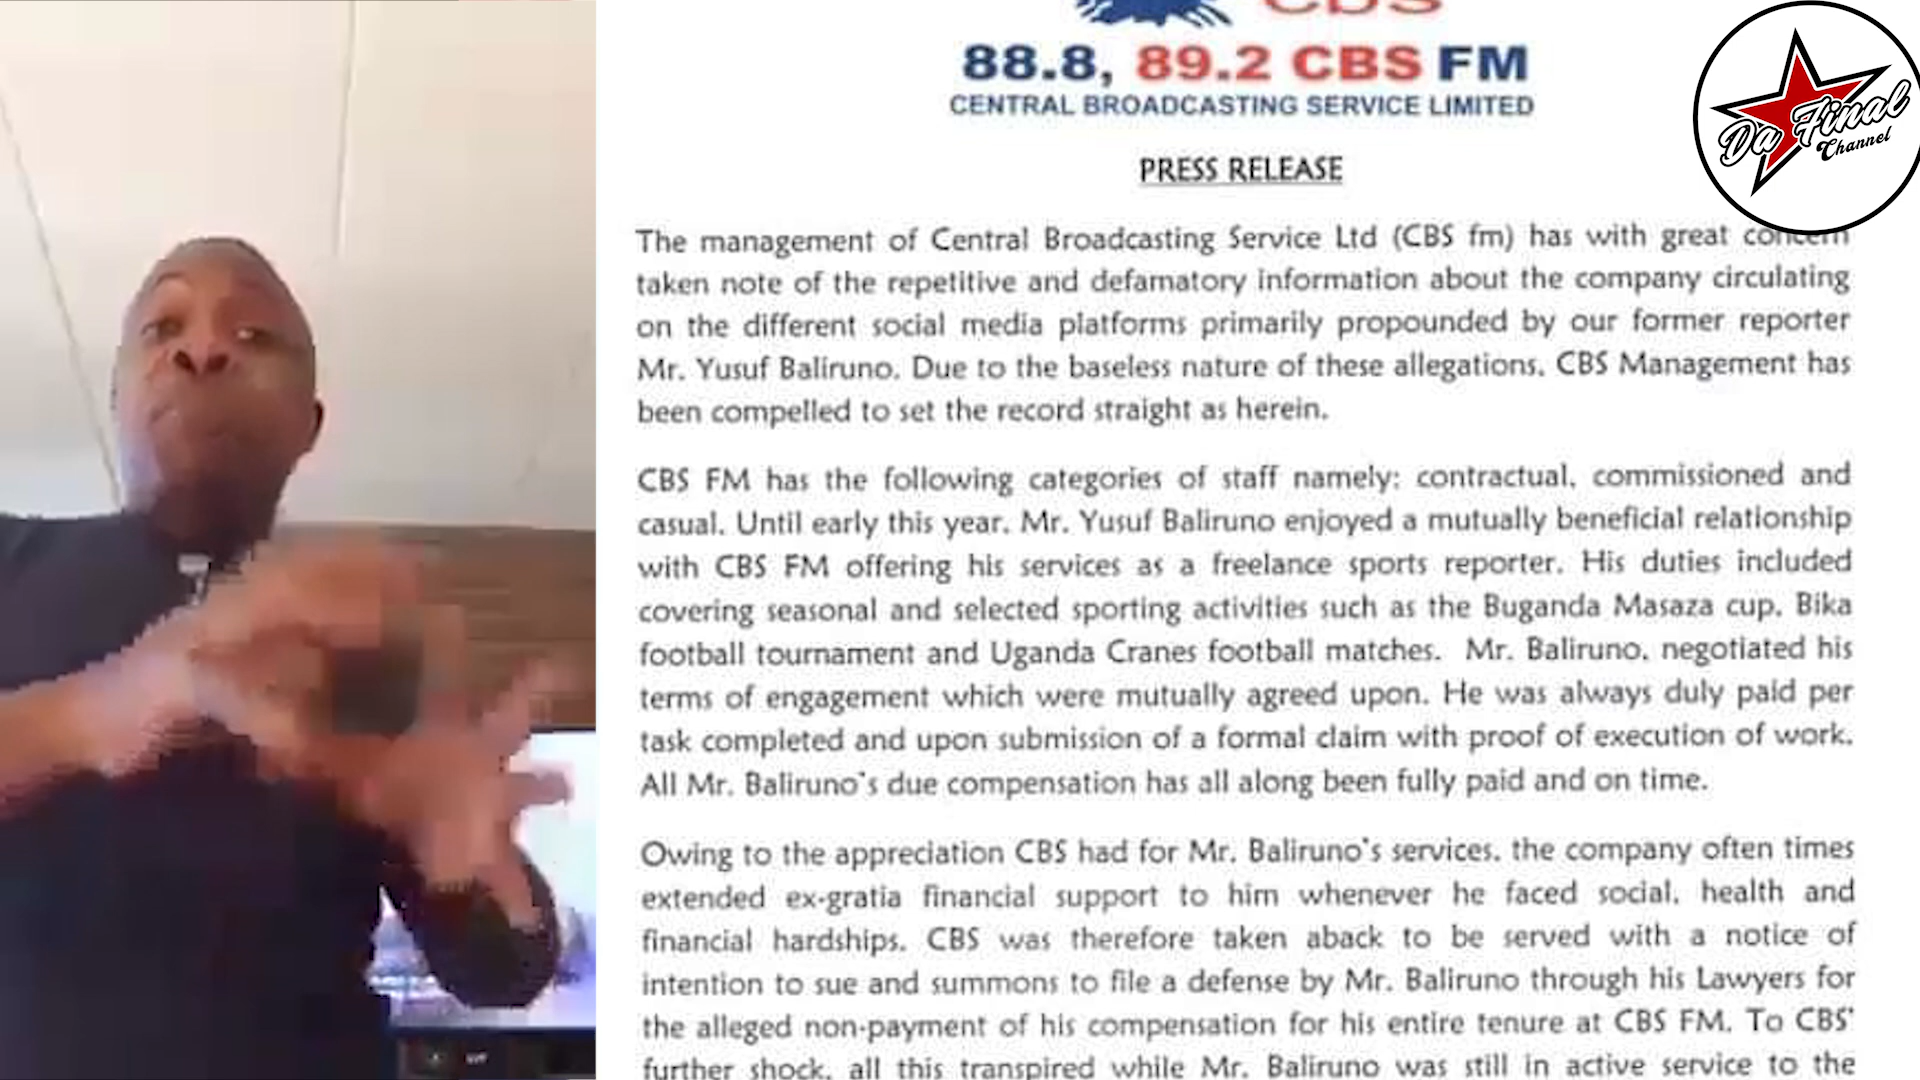 CBS
88.8, 89.2 CBS FM
CENTRAL BROADCASTING SERVICE LIMITED
Da Final
Channel
PRESS RELEASE
The management of Central Broadcasting Service Ltd (CBS fm) has with great concern
taken note of the repetitive and defamatory information about the company circulating
on the different social media platforms primarily propounded by our former reporter
Mr. Yusuf Baliruno. Due to the baseless nature of these allegations, CBS Management has
been compelled to set the record straight as herein.
CBS FM has the following categories of staff namely; contractual, commissioned and
casual. Until early this year, Mr. Yusuf Baliruno enjoyed a mutually beneficial relationship
with CBS FM offering his services as a freelance sports reporter. His duties included
covering seasonal and selected sporting activities such as the Buganda Masaza cup, Bika
football tournament and Uganda Cranes football matches. Mr. Baliruno, negotiated his
terms of engagement which were mutually agreed upon. He was always duly paid per
task completed and upon submission of a formal claim with proof of execution of work.
All Mr. Baliruno's due compensation has all along been fully paid and on time.
Owing to the appreciation CBS had for Mr. Baliruno's services, the company often times
extended ex-gratia financial support to him whenever he faced social, health and
financial hardships. CBS was therefore taken aback to be served with a notice of
intention to sue and summons to file a defense by Mr. Baliruno through his Lawyers for
the alleged non-payment of his compensation for his entire tenure at CBS FM. To CBS'
further shock, all this transpired while Mr. Baliruno was still in active service to the